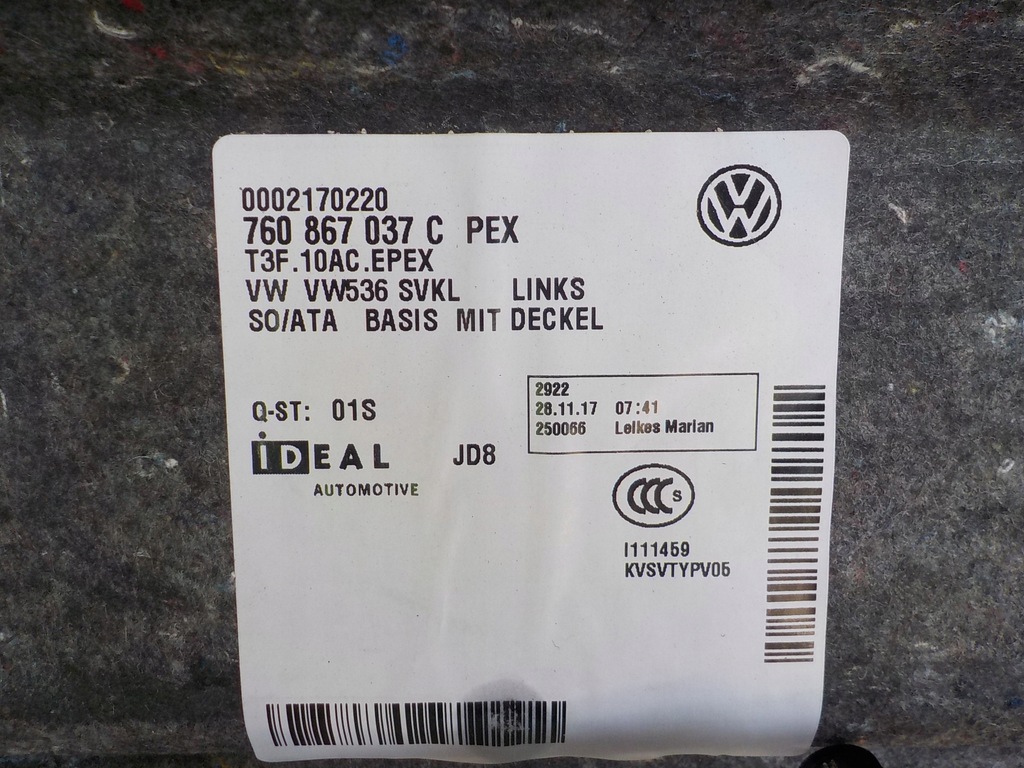 0002170220
760 867 037 C PEX
T3F.10AC.EPEX
VW VW536 SVKL LINKS
SO/ATA BASIS MIT DECKEL
2922
28.11.17 07:41
250066 Lelkes Marian
Q-ST: 01S
iDEAL JD8
AUTOMOTIVE
CCC S
I111459
KVSVTYPV05